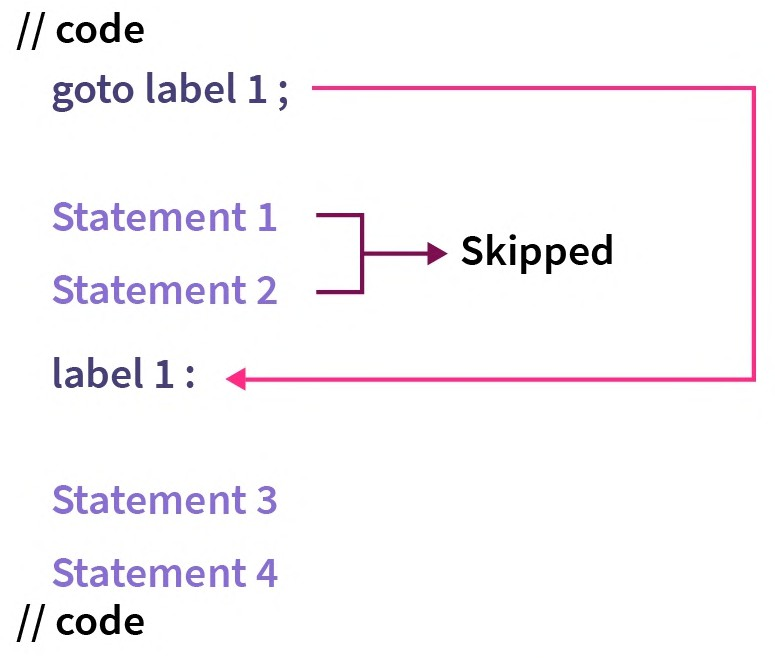 // code
goto label 1 ;
Statement 1
Statement 2
Skipped
label 1 :
Statement 3
Statement 4
// code